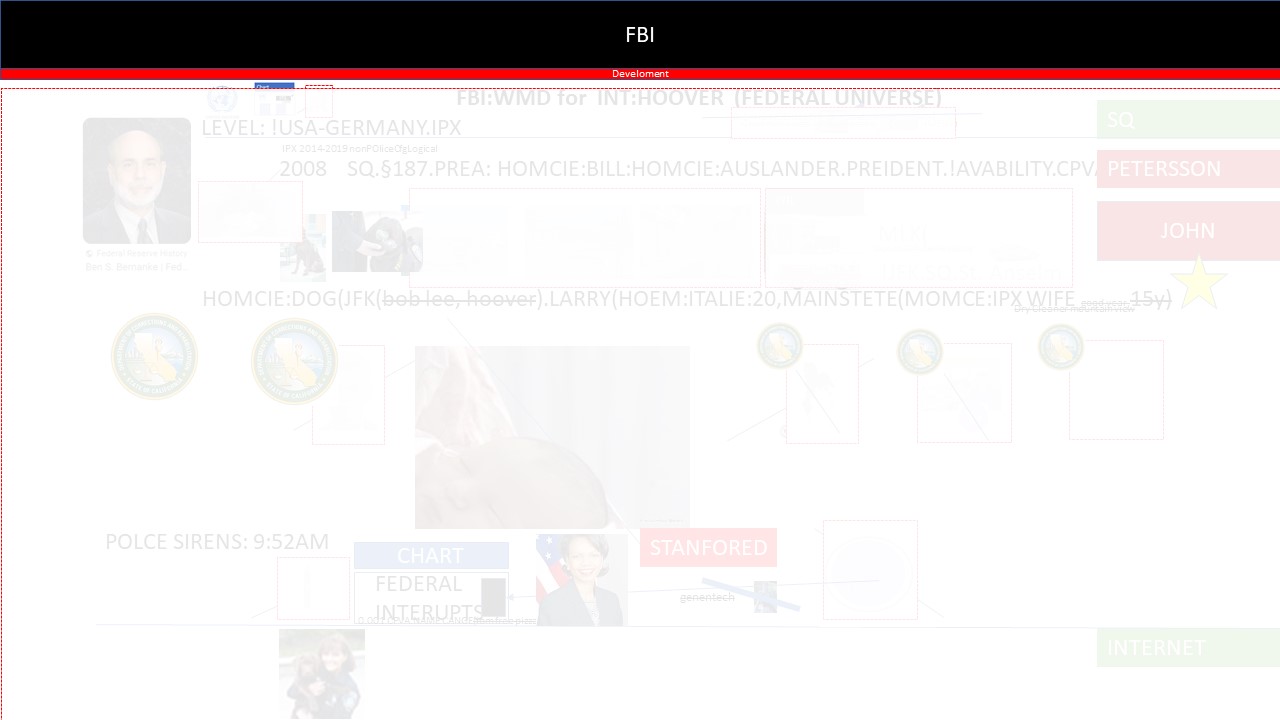 FBI
Develoment
FBI:WMD for INT:HOOVER (FEDERAL UNIVERSE)
SQ
LEVEL: !USA-GERMANY.IPX
IPX 2014-2019 nonPOliceOfgLogical
2008 SQ.§187.PREA: HOMCIE:BILL:HOMCIE:AUSLANDER.PREIDENT.!AVABILITY.CPVA
PETERSSON
JOHN
Federal Reserve History
Ben S. Bernanke | Fed...
HOMCIE:DOG(JFK(bob lee, hoover).LARRY(HOEM:ITALIE:20,MAINSTETE(MOMCE:IPX WIFE 15y)
Dry cleaner mountain view
POLCE SIRENS: 9:52AM
CHART
STANFORED
FEDERAL
INTERUPTS
genentech
INTERNET